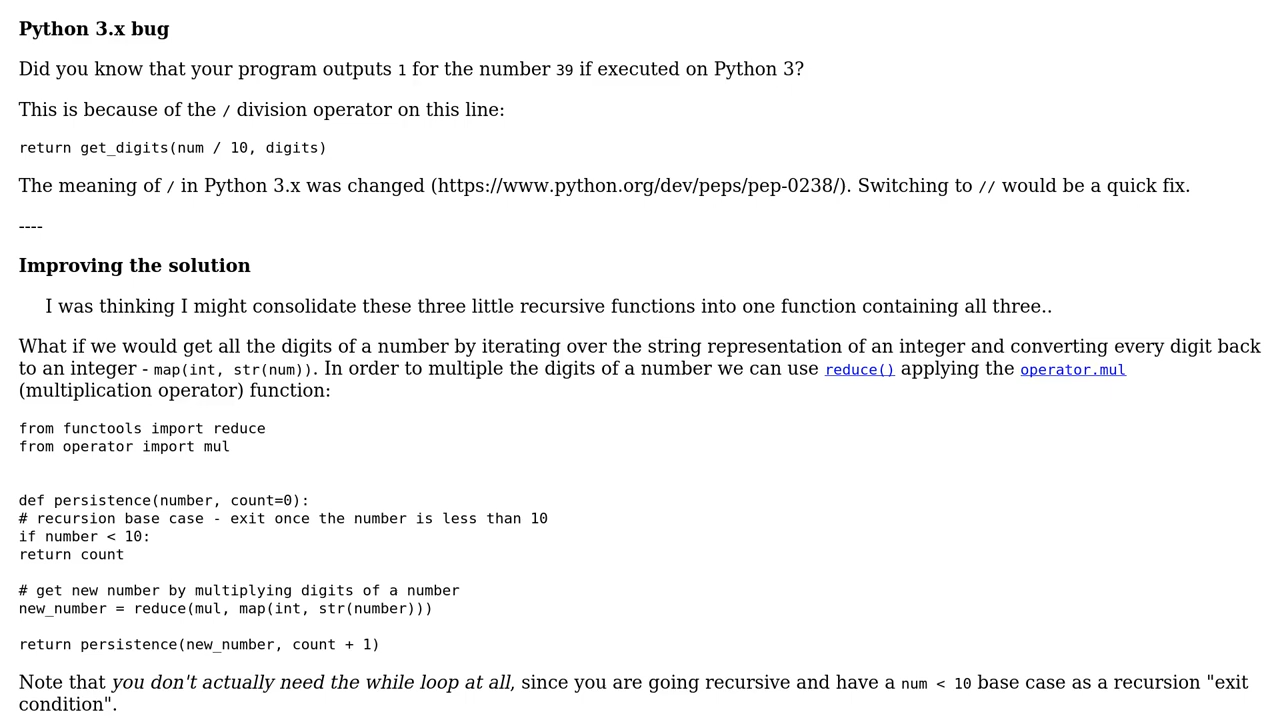 Python 3.x bug
Did you know that your program outputs 1 for the number 39 if executed on Python 3?
This is because of the / division operator on this line:
return get_digits(num / 10, digits)
The meaning of / in Python 3.x was changed (https://www.python.org/dev/peps/pep-0238/). Switching to // would be a quick fix.
----
Improving the solution
I was thinking I might consolidate these three little recursive functions into one function containing all three..
What if we would get all the digits of a number by iterating over the string representation of an integer and converting every digit back
to an integer - map(int, str(num)). In order to multiple the digits of a number we can use reduce() applying the operator.mul
(multiplication operator) function:
from functools import reduce
from operator import mul
def persistence(number, count=0):
# recursion base case - exit once the number is less than 10
if number < 10:
return count
# get new number by multiplying digits of a number
new_number = reduce(mul, map(int, str(number)))
return persistence(new_number, count + 1)
Note that you don't actually need the while loop at all, since you are going recursive and have a num < 10 base case as a recursion "exit
condition".